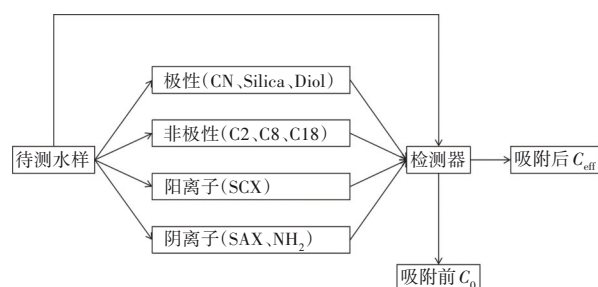 极性(CN、Silica、Diol)
非极性(C2、C8、C18)
待测水样
检测器
吸附后 C_eff
阳离子(SCX)
阴离子(SAX、NH₂)
吸附前 C₀